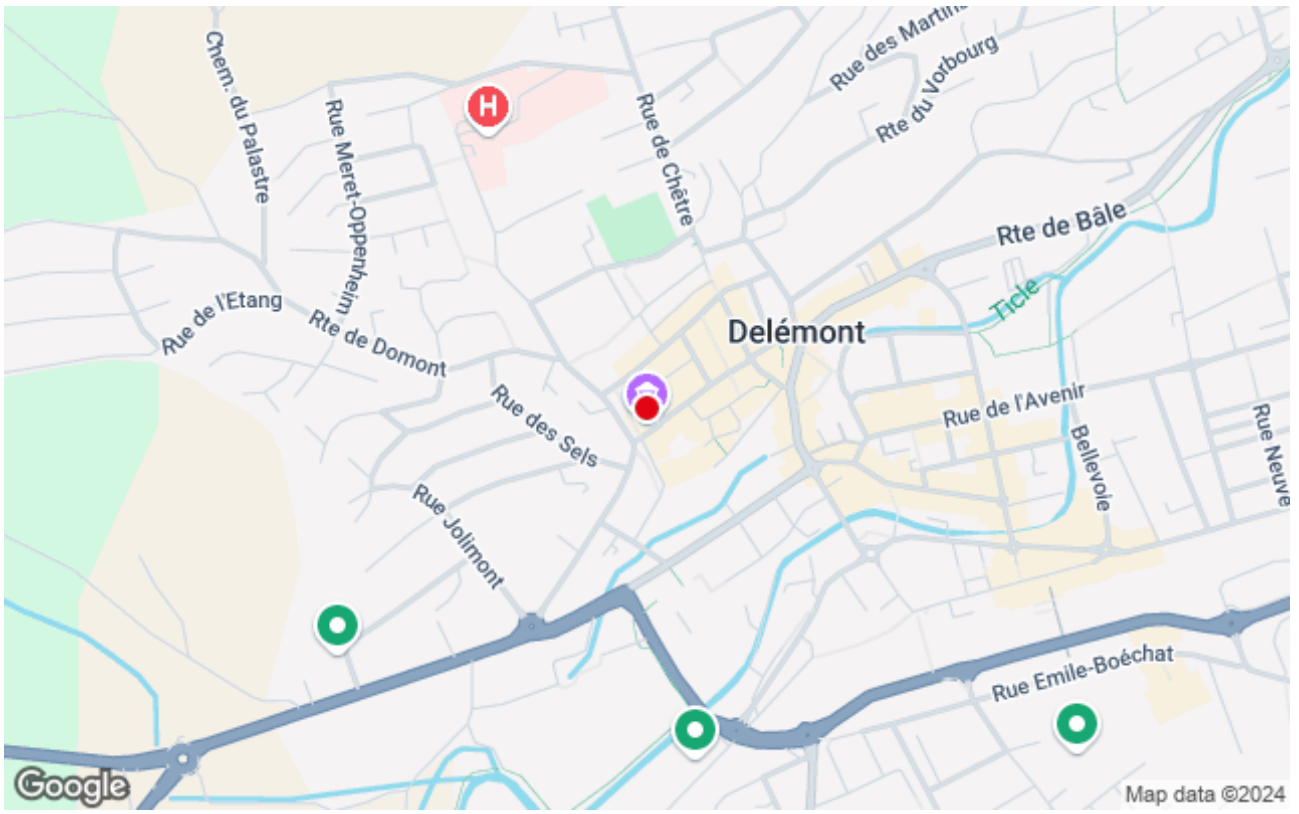 Rue des Martins
Chem. du Palastre
Rte du Vorbourg
H
Rue Meret-Oppenheim
Rue de Chêtre
Rte de Bâle
Ticle
Rue de l'Etang
Rte de Domont
Delémont
Rue de l'Avenir
Rue des Sels
Bellevoie
Rue Neuve
Rue Jolimont
Rue Emile-Boéchat
Google
Map data ©2024